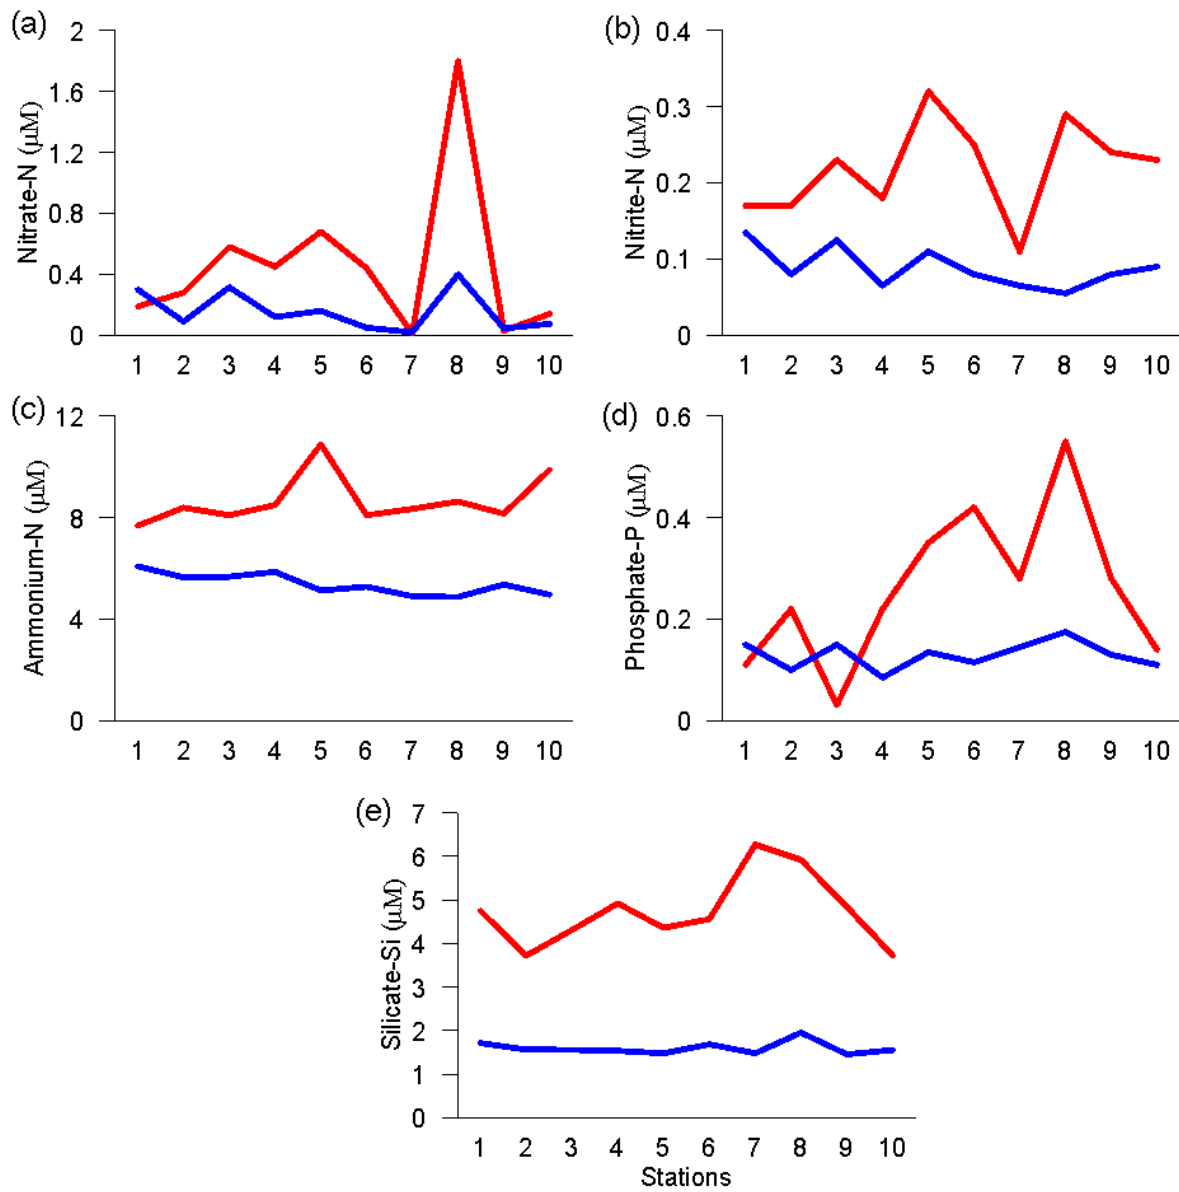 (a)
Nitrate-N (μM)
2
1.6
1.2
0.8
0.4
0
1 2 3 4 5 6 7 8 9 10
(b)
Nitrite-N (μM)
0.4
0.3
0.2
0.1
0
1 2 3 4 5 6 7 8 9 10
(c)
Ammonium-N (μM)
12
8
4
0
1 2 3 4 5 6 7 8 9 10
(d)
Phosphate-P (μM)
0.6
0.4
0.2
0
1 2 3 4 5 6 7 8 9 10
(e)
Silicate-Si (μM)
7
6
5
4
3
2
1
0
1 2 3 4 5 6 7 8 9 10
Stations